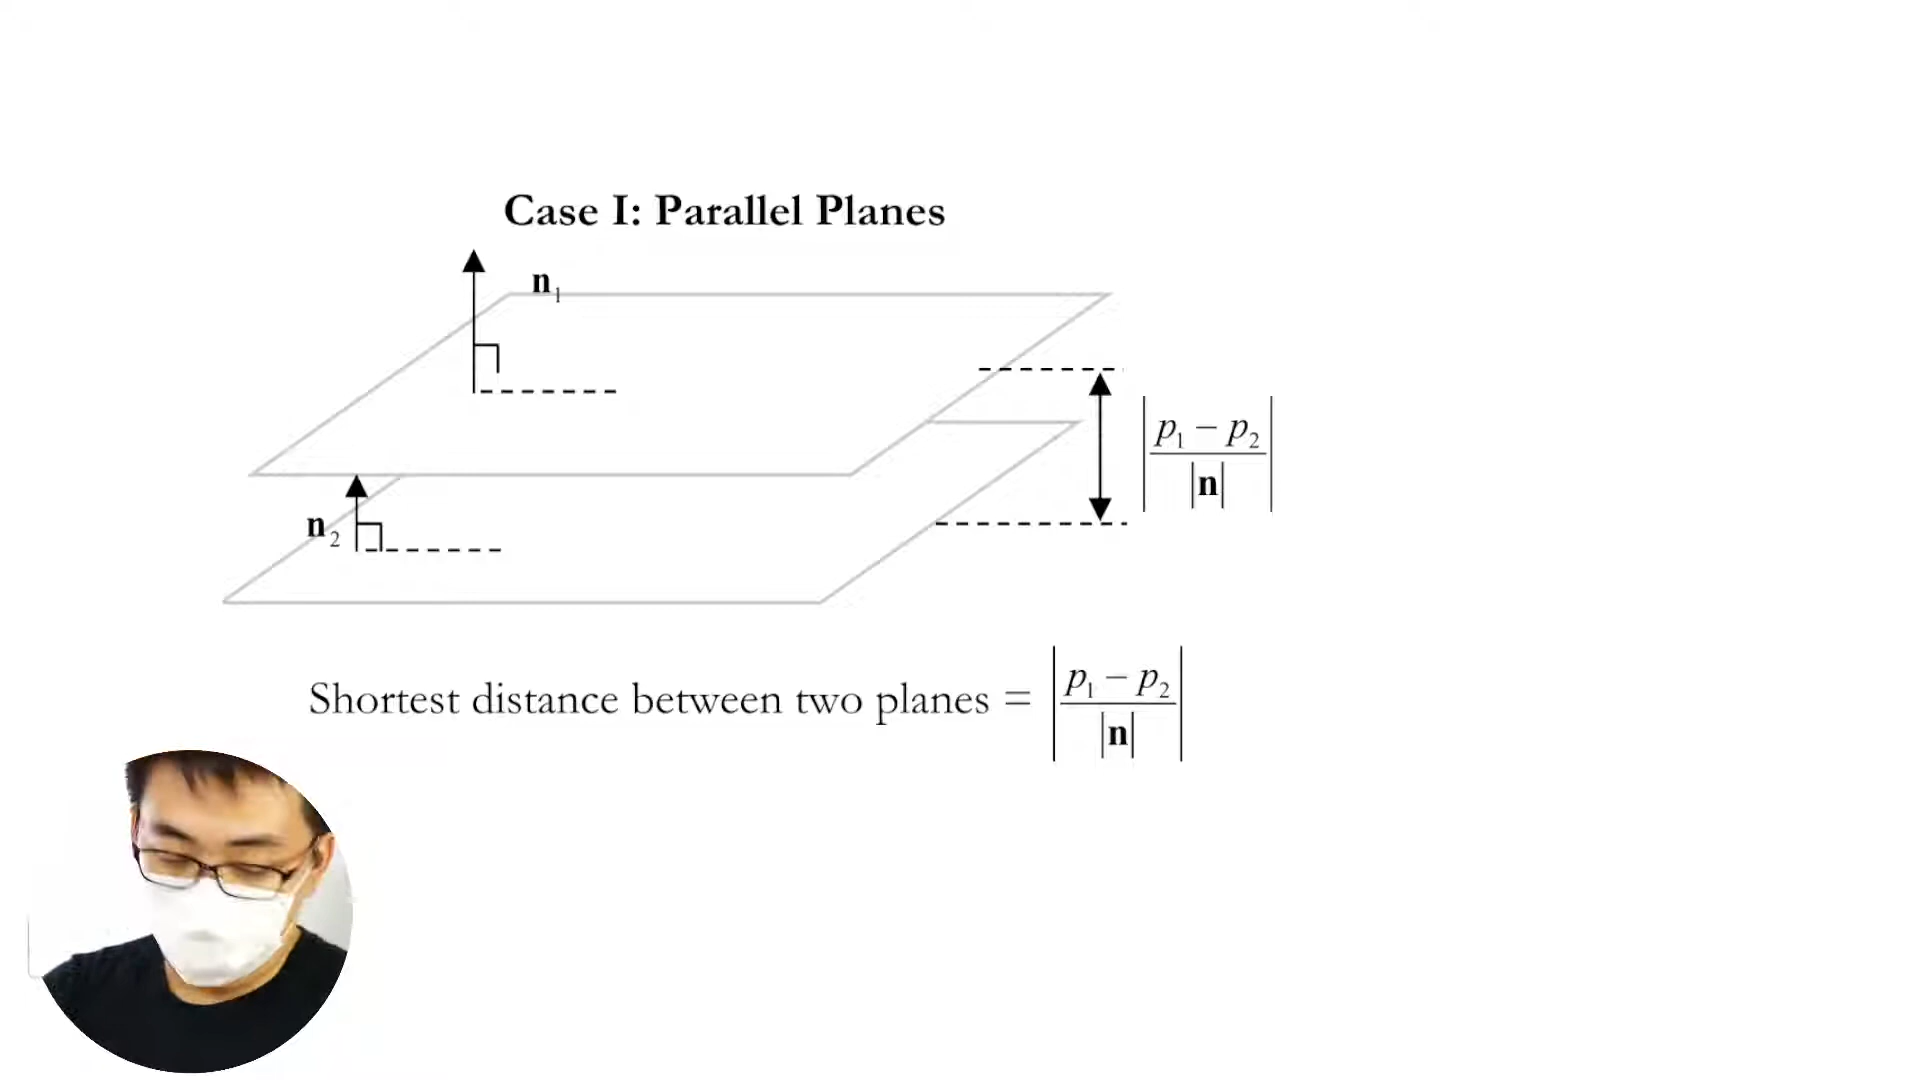 Case I: Parallel Planes
n₁
|p₁ − p₂ / |n||
n₂
Shortest distance between two planes = |p₁ − p₂ / |n||